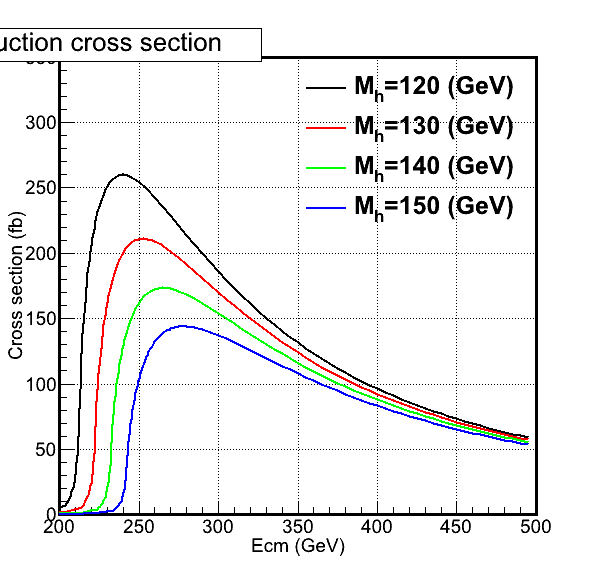 uction cross section
M_h=120 (GeV)
M_h=130 (GeV)
M_h=140 (GeV)
M_h=150 (GeV)
Cross section (fb)
300
250
200
150
100
50
0
200 250 300 350 400 450 500
Ecm (GeV)